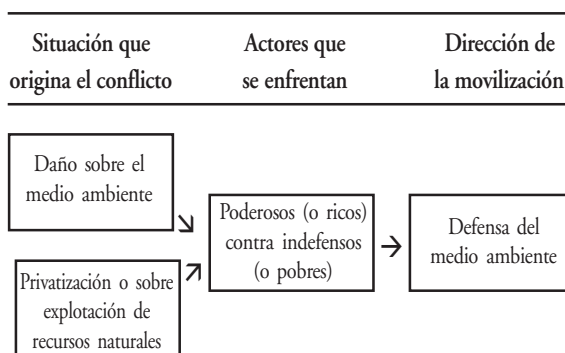 Situación que
origina el conflicto
Actores que
se enfrentan
Dirección de
la movilización
Daño sobre el
medio ambiente
Privatización o sobre
explotación de
recursos naturales
Poderosos (o ricos)
contra indefensos
(o pobres)
Defensa del
medio ambiente